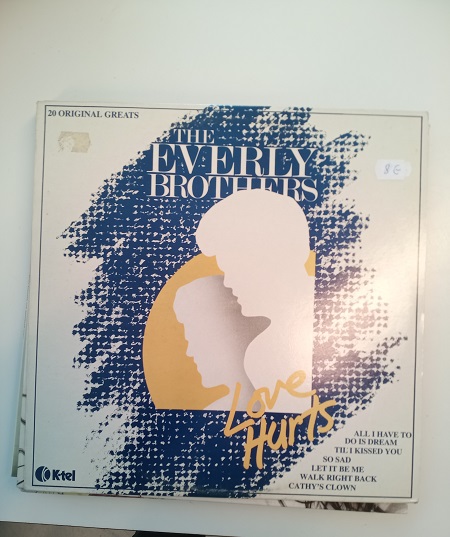 20 ORIGINAL GREATS
THE
EVERLY
BROTHERS
8€
Love
Hurts
ALL I HAVE TO
DO IS DREAM
TIL I KISSED YOU
SO SAD
LET IT BE ME
WALK RIGHT BACK
CATHY'S CLOWN
K-tel